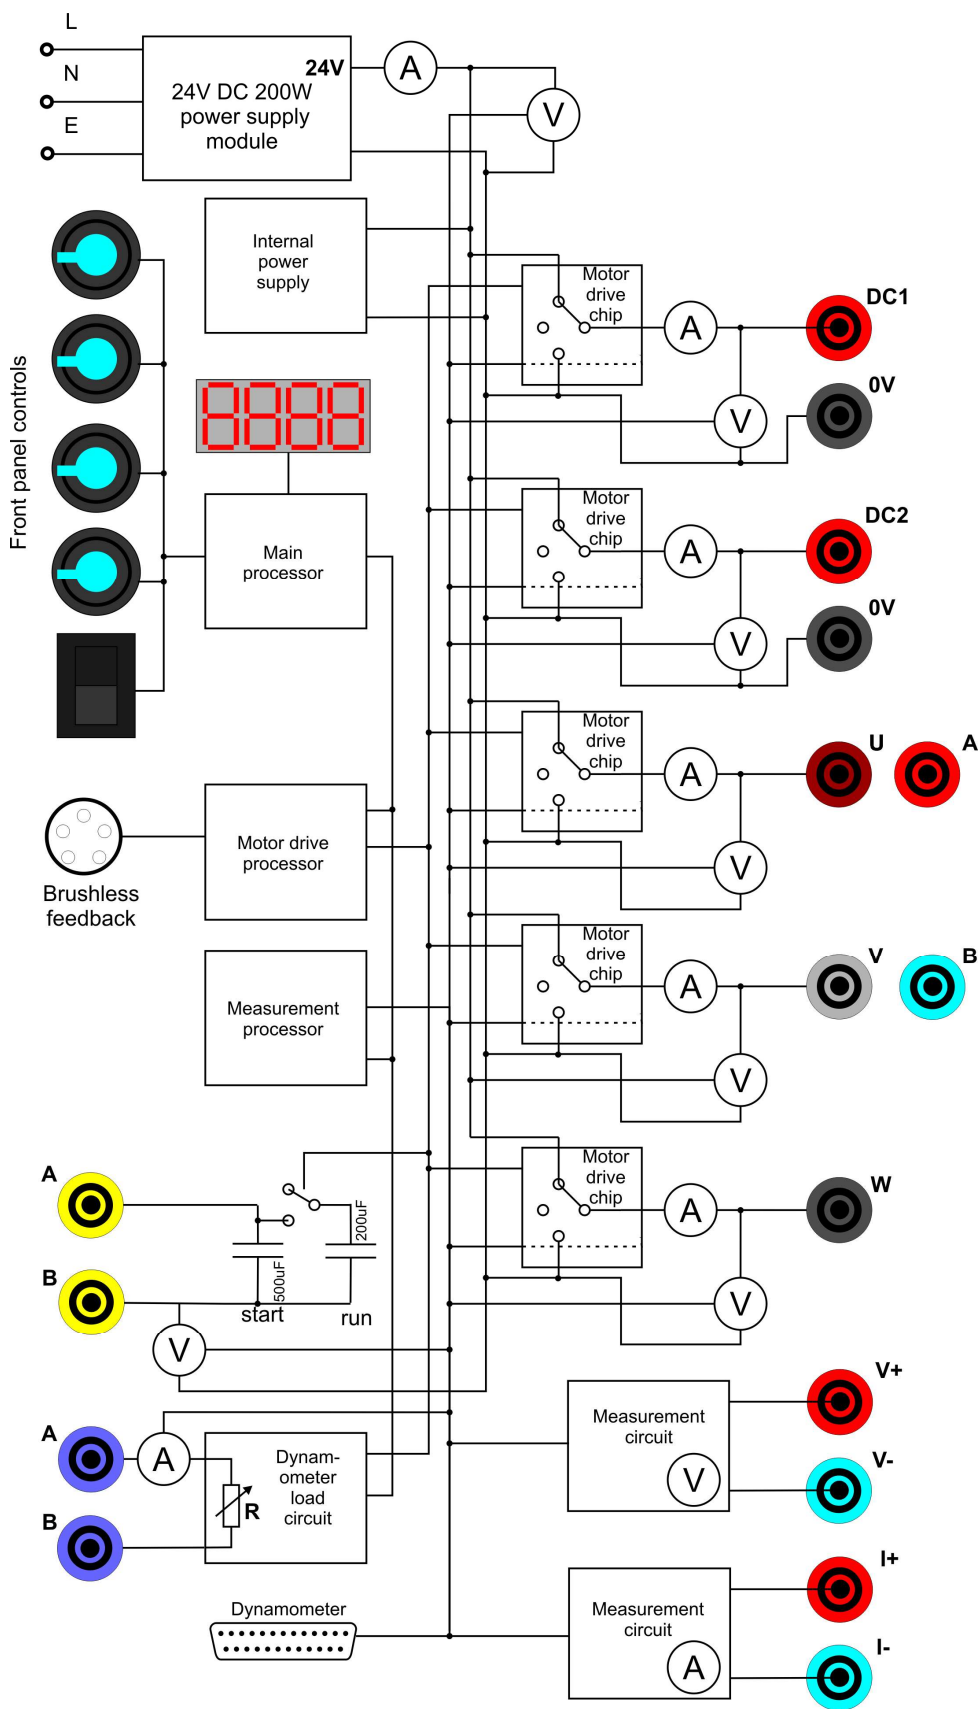 L
N
E
24V
24V DC 200W
power supply
module
A
V
Internal
power
supply
Front panel controls
8888
Main
processor
Motor
drive
chip
A
V
DC1
0V
Motor
drive
chip
A
V
DC2
0V
Motor
drive
chip
A
V
U
A
Brushless
feedback
Motor drive
processor
Measurement
processor
Motor
drive
chip
A
V
V
B
Motor
drive
chip
A
V
W
A
B
500uF
200uF
start
run
V
A
B
A
R
Dynam-
ometer
load
circuit
Measurement
circuit
V
V+
V-
Dynamometer
Measurement
circuit
A
I+
I-